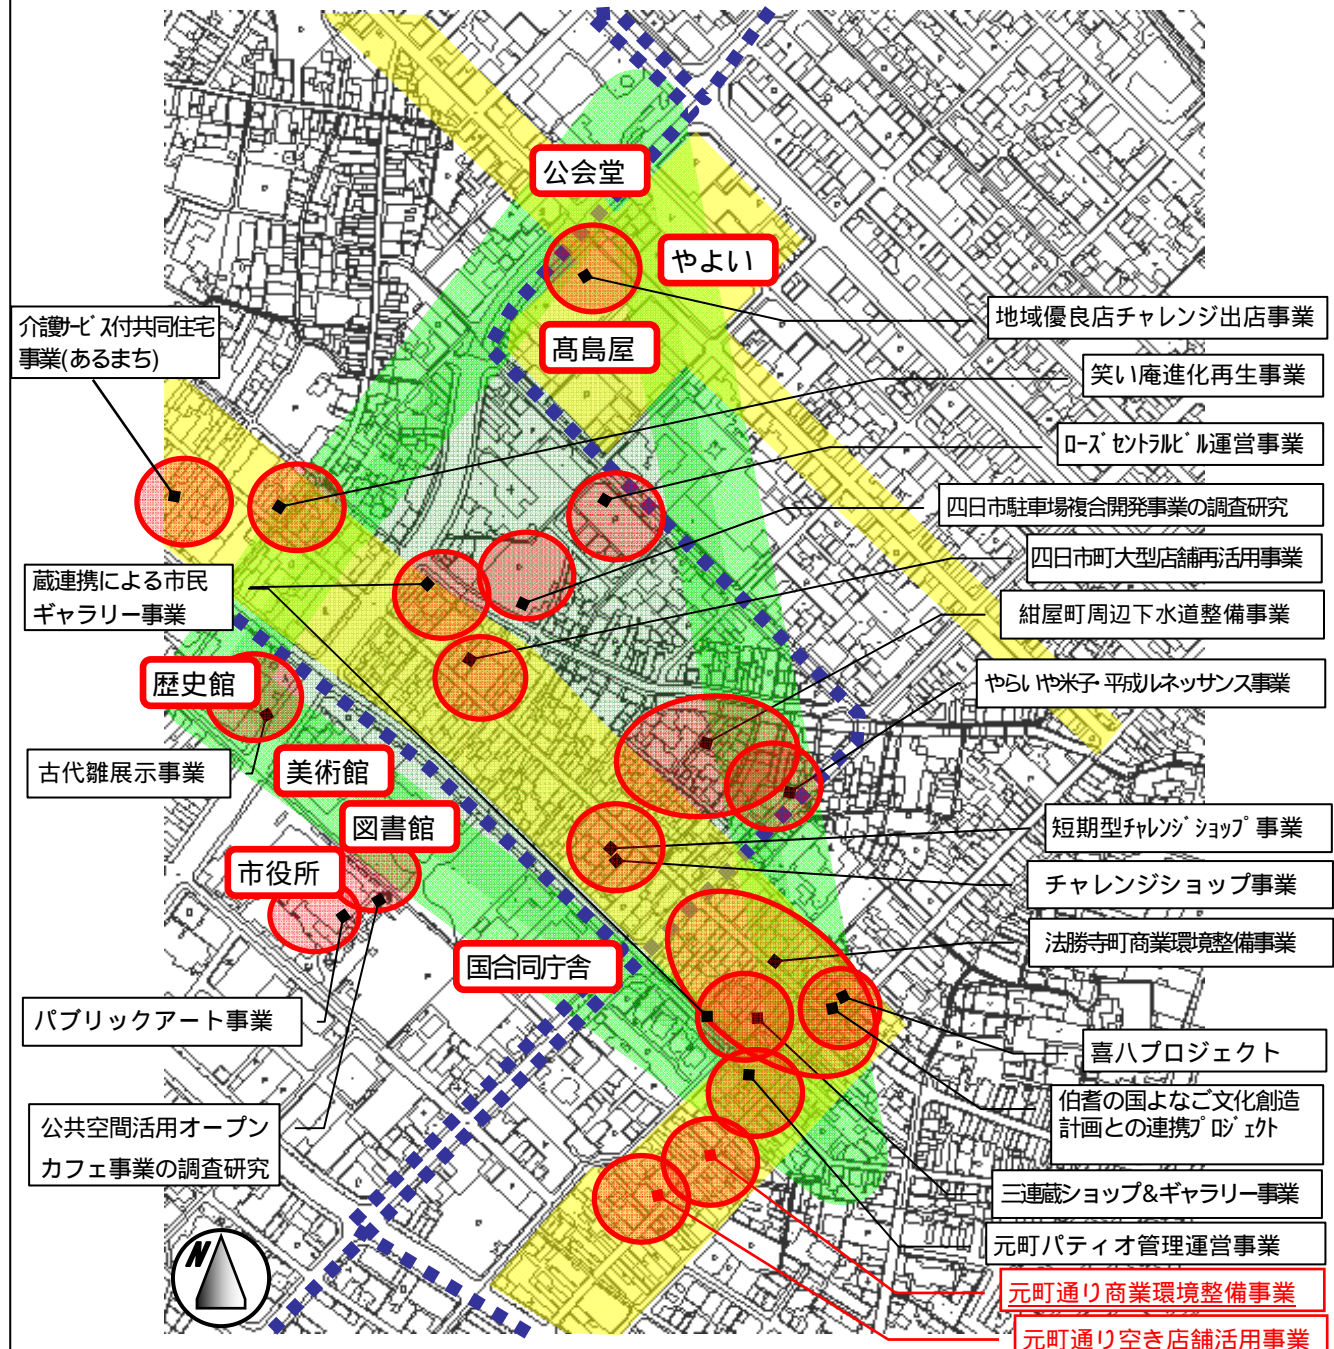 公会堂
やよい
髙島屋
地域優良店チャレンジ出店事業
介護サービス付共同住宅
事業(あるまち)
笑い庵進化再生事業
ローズセントラルビル運営事業
四日市駐車場複合開発事業の調査研究
四日市町大型店舗再活用事業
蔵連携による市民
ギャラリー事業
紺屋町周辺下水道整備事業
やらいや米子・平成ルネッサンス事業
歴史館
古代雛展示事業
美術館
図書館
市役所
短期型チャレンジショップ事業
チャレンジショップ事業
法勝寺町商業環境整備事業
国合同庁舎
パブリックアート事業
喜八プロジェクト
伯耆の国よなご文化創造
計画との連携プロジェクト
公共空間活用オープン
カフェ事業の調査研究
三連蔵ショップ&ギャラリー事業
元町パティオ管理運営事業
N
元町通り商業環境整備事業
元町通り空き店舗活用事業